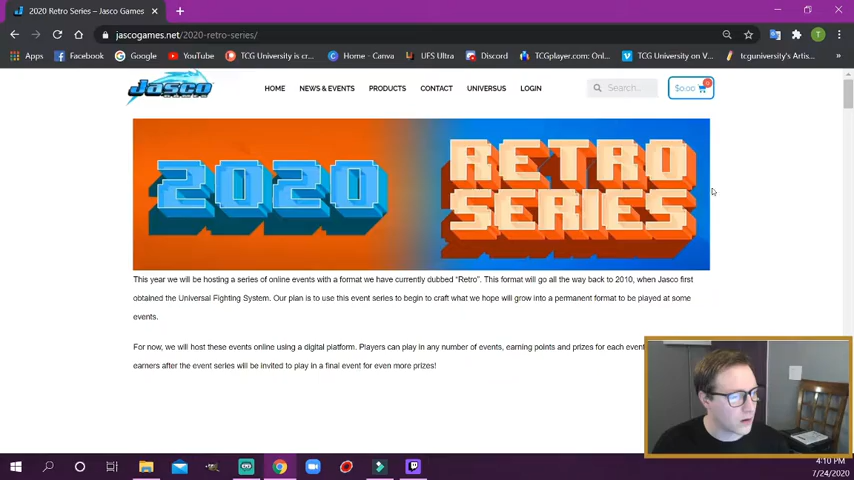 2020 Retro Series – Jasco Games
jascogames.net/2020-retro-series/
Apps Facebook Google YouTube TCG University is cr... Home - Canva UFS Ultra Discord TCGplayer.com: Onl... TCG University on V... tcguniversity's Artis...
JASCO GAMES HOME NEWS & EVENTS PRODUCTS CONTACT UNIVERSUS LOGIN Search... $0.00
2020 RETRO
SERIES
This year we will be hosting a series of online events with a format we have currently dubbed “Retro”. This format will go all the way back to 2010, when Jasco first
obtained the Universal Fighting System. Our plan is to use this event series to begin to craft what we hope will grow into a permanent format to be played at some
events.
For now, we will host these events online using a digital platform. Players can play in any number of events, earning points and prizes for each event
earners after the event series will be invited to play in a final event for even more prizes!
4:10 PM
7/24/2020